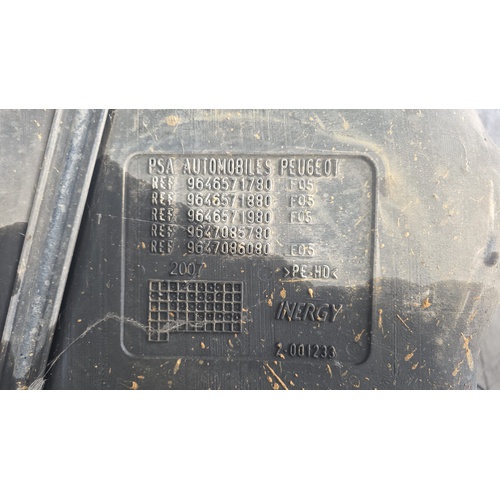 PSA AUTOMOBILES PEUGEOT
REF 9646571780 F05
REF 9646571880 F05
REF 9646571980 F05
REF 9647085780
REF 9647086080 F03
2007 >PE-HD<
INERGY
2-001233